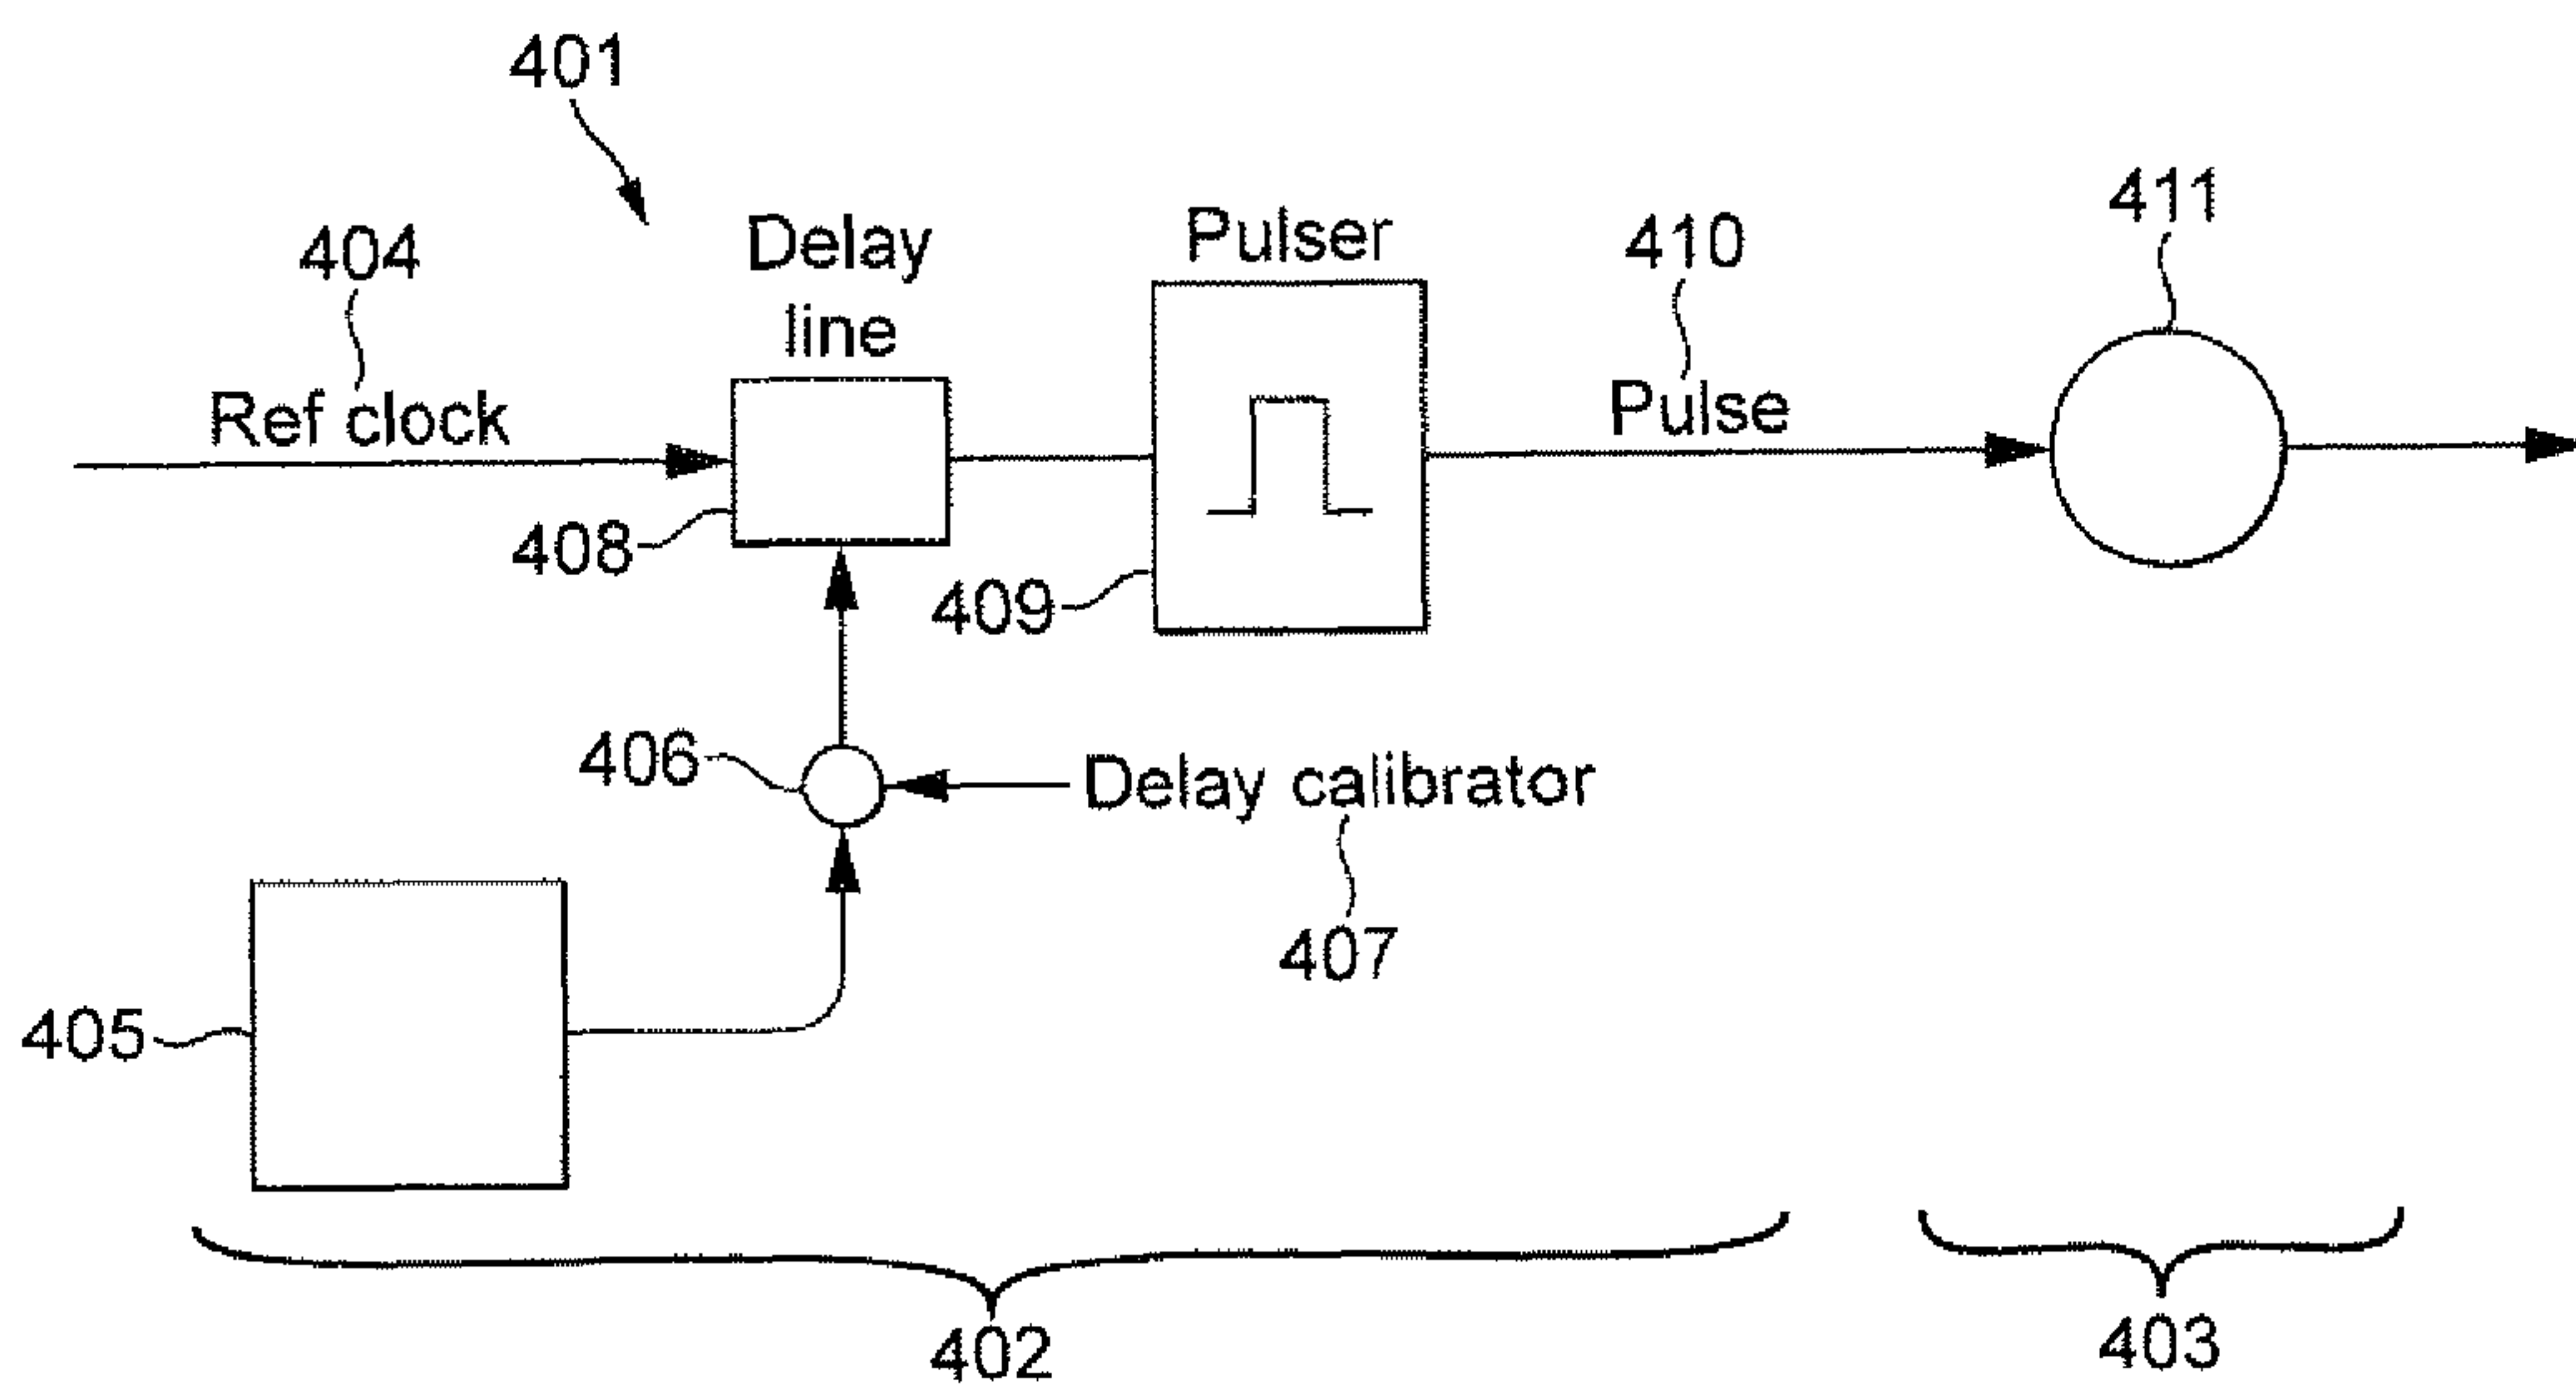 401
404
Ref clock
Delay
line
Pulser
410
Pulse
411
408
409
406
Delay calibrator
407
405
402
403